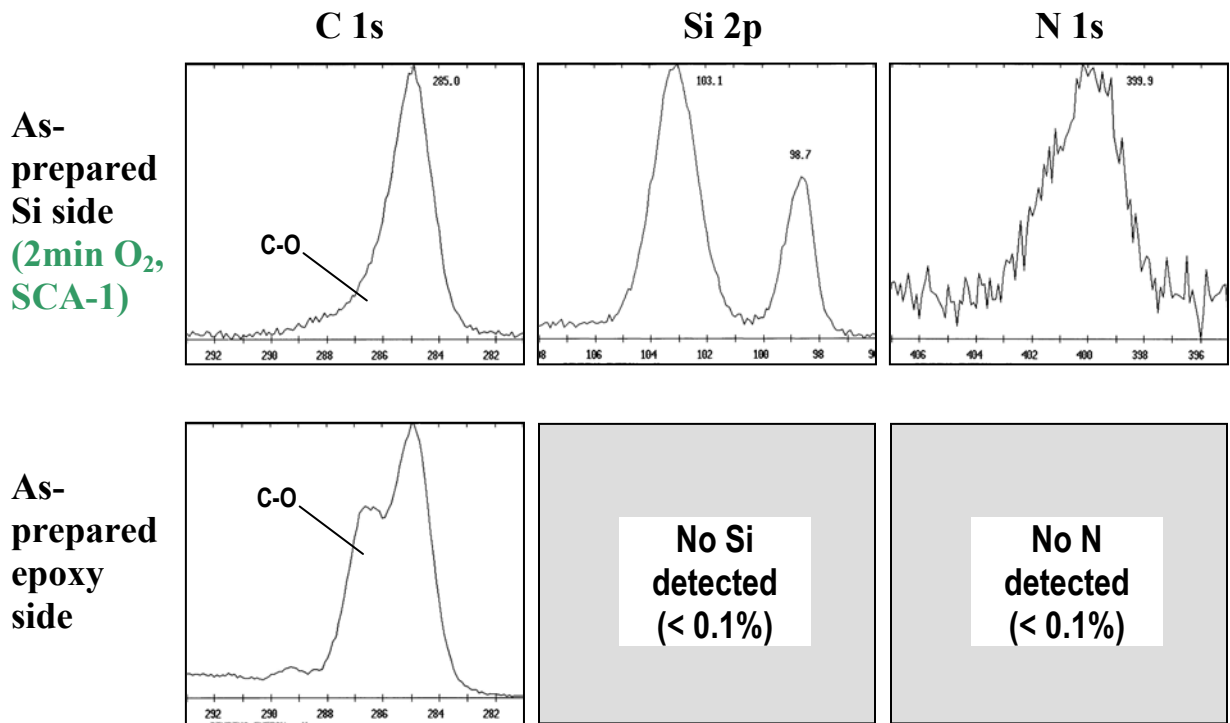 C 1s
Si 2p
N 1s
As-
prepared
Si side
(2min O₂,
SCA-1)
285.0
C-O
292 290 288 286 284 282
103.1
98.7
106 104 102 100 98
399.9
406 404 402 400 398 396
As-
prepared
epoxy
side
C-O
292 290 288 286 284 282
No Si
detected
(< 0.1%)
No N
detected
(< 0.1%)